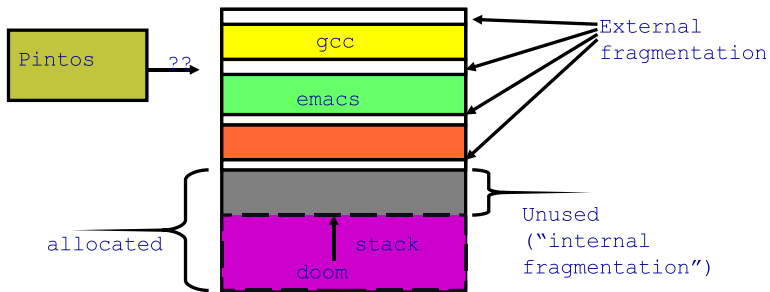 Pintos
??
gcc
emacs
External
fragmentation
allocated
stack
doom
Unused
(“internal
fragmentation”)